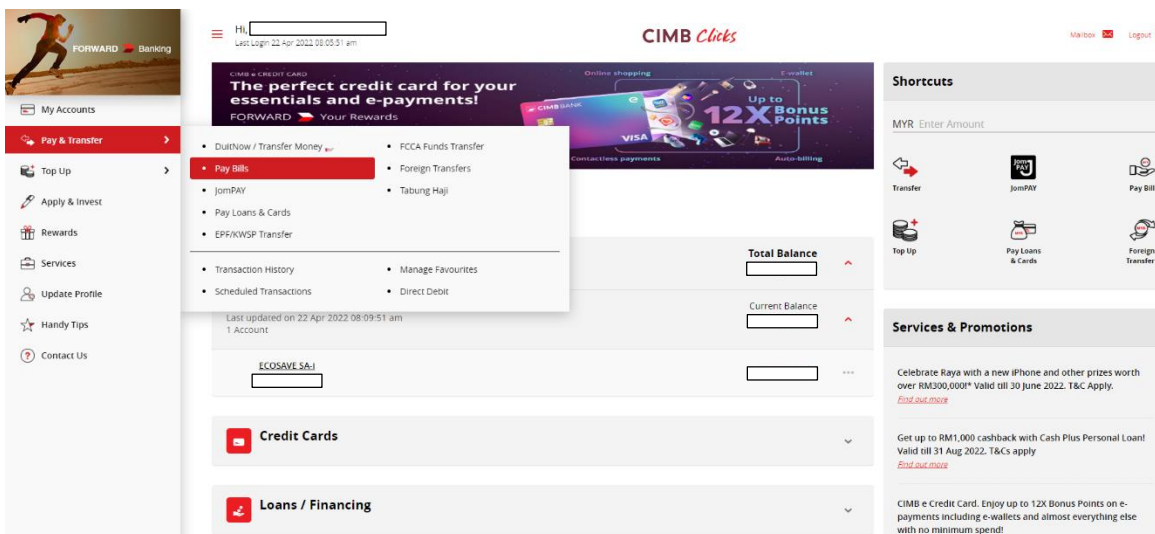 FORWARD Banking
My Accounts
Pay & Transfer
Top Up
Apply & Invest
Rewards
Services
Update Profile
Handy Tips
Contact Us
Hi,
Last Login 22 Apr 2022 08:05:51 am
CIMB Clicks
Mailbox
Logout
CIMB e CREDIT CARD
The perfect credit card for your
essentials and e-payments!
FORWARD Your Rewards
Online shopping
E-wallet
CIMB BANK
e
VISA
Up to
12X Bonus
Points
Contactless payments
Auto-billing
DuitNow / Transfer Money
Pay Bills
JomPAY
Pay Loans & Cards
EPF/KWSP Transfer
FCCA Funds Transfer
Foreign Transfers
Tabung Haji
Transaction History
Scheduled Transactions
Manage Favourites
Direct Debit
Total Balance
Current Balance
Last updated on 22 Apr 2022 08:09:51 am
1 Account
ECOSAVE SA-i
Credit Cards
Loans / Financing
Shortcuts
MYR Enter Amount
Transfer
JomPAY
Pay Bill
Top Up
Pay Loans
& Cards
Foreign
Transfer
Services & Promotions
Celebrate Raya with a new iPhone and other prizes worth
over RM300,000!* Valid till 30 June 2022. T&C Apply.
Find out more
Get up to RM1,000 cashback with Cash Plus Personal Loan!
Valid till 31 Aug 2022. T&Cs apply
Find out more
CIMB e Credit Card. Enjoy up to 12X Bonus Points on e-
payments including e-wallets and almost everything else
with no minimum spend!